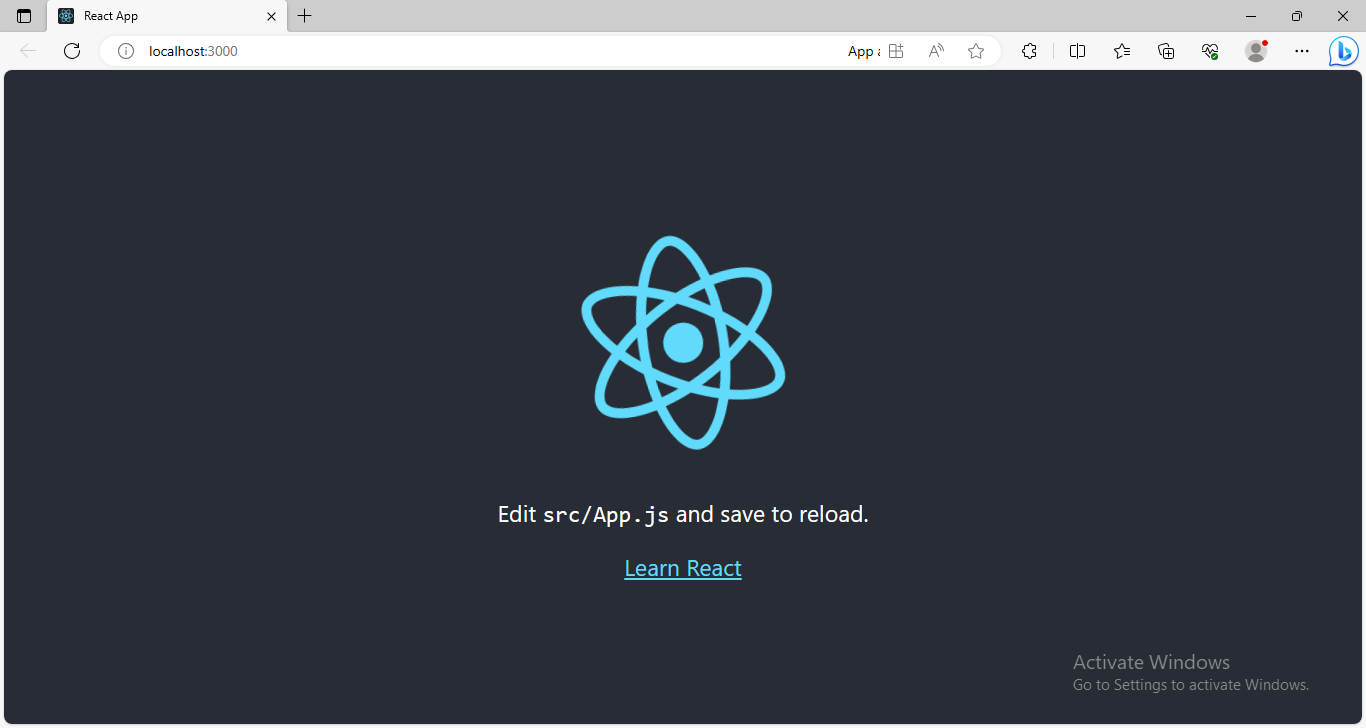 React App
localhost:3000
App
Edit src/App.js and save to reload.
Learn React
Activate Windows
Go to Settings to activate Windows.